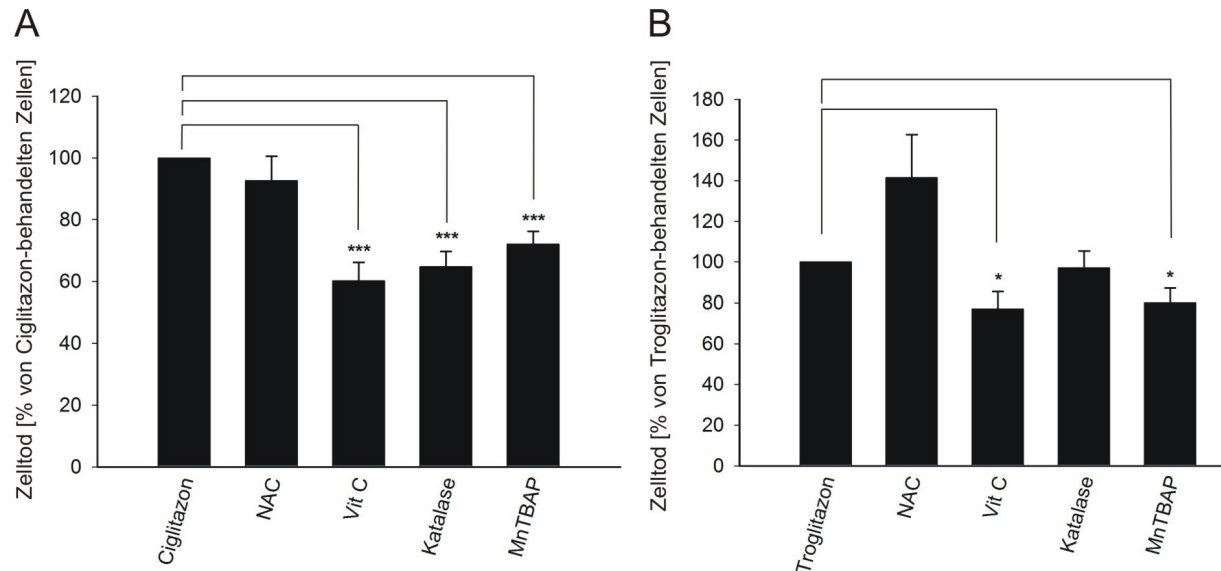 A
Zelltod [% von Ciglitazon-behandelten Zellen]
120
100
80
60
40
20
0
***
***
***
Ciglitazon
NAC
Vit C
Katalase
MnTBAP
B
Zelltod [% von Troglitazon-behandelten Zellen]
180
160
140
120
100
80
60
40
20
0
*
*
Troglitazon
NAC
Vit C
Katalase
MnTBAP